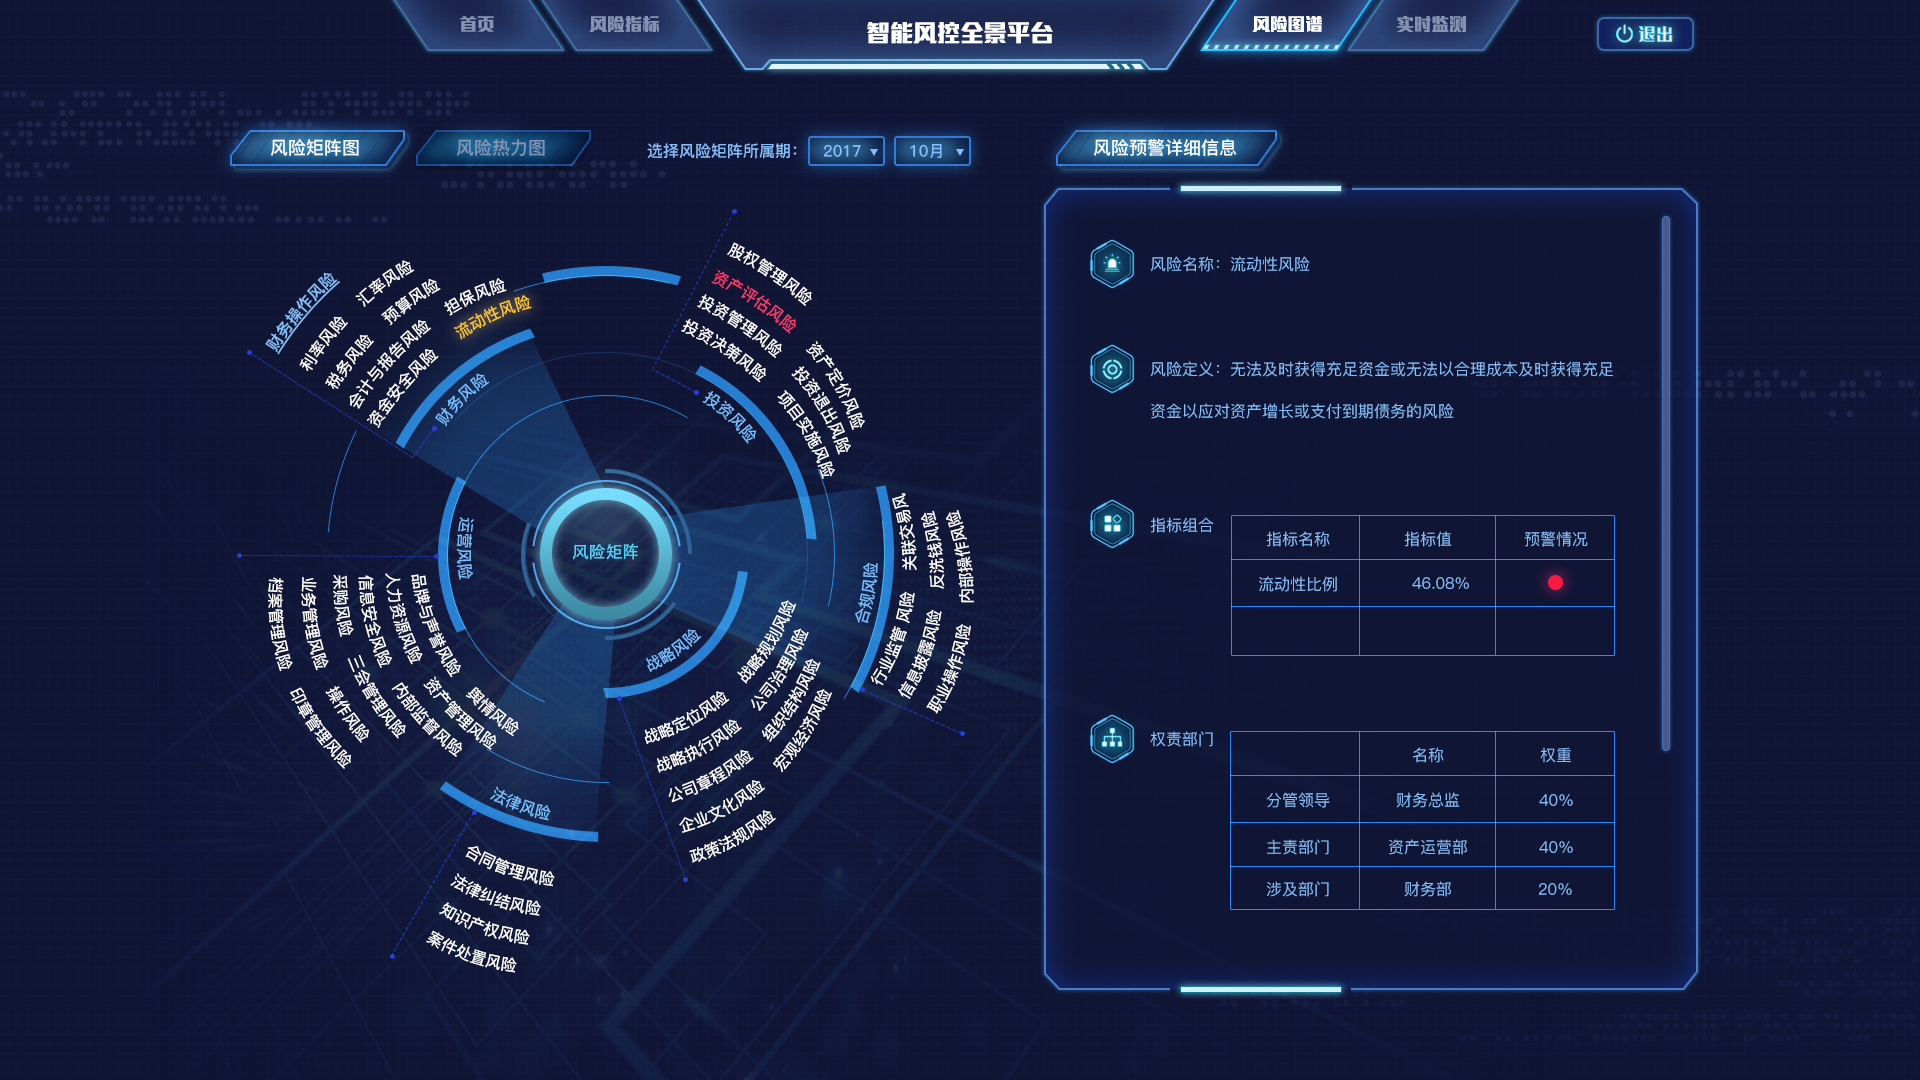 首页
风险指标
智能风控全景平台
风险图谱
实时监测
退出
风险矩阵图
风险热力图
选择风险矩阵所属期：
2017
10月
风险预警详细信息
财务操作风险
汇率风险
利率风险
预算风险
税务风险
担保风险
会计与报告风险
流动性风险
资金安全风险
财务风险
股权管理风险
资产评估风险
投资管理风险
投资决策风险
资产定价风险
投资退出风险
项目实施风险
投资风险
关联交易风
险
反洗钱风险
内部操作风险
行业监管 风险
信息披露风险
职业操作风险
合规风险
风险矩阵
运营风险
档案管理风险
业务管理风险
采购风险
信息安全风险
人力资源风险
品牌与声誉风险
印章管理风险
操作风险
三会管理风险
内部监督风险
资产管理风险
舆情风险
战略风险
战略规划风险
公司治理风险
组织结构风险
宏观经济风险
战略定位风险
战略执行风险
公司章程风险
企业文化风险
政策法规风险
法律风险
合同管理风险
法律纠结风险
知识产权风险
案件处置风险
风险名称：流动性风险
风险定义：无法及时获得充足资金或无法以合理成本及时获得充足
资金以应对资产增长或支付到期债务的风险
指标组合
指标名称 指标值 预警情况
流动性比例 46.08%
权责部门
名称 权重
分管领导 财务总监 40%
主责部门 资产运营部 40%
涉及部门 财务部 20%